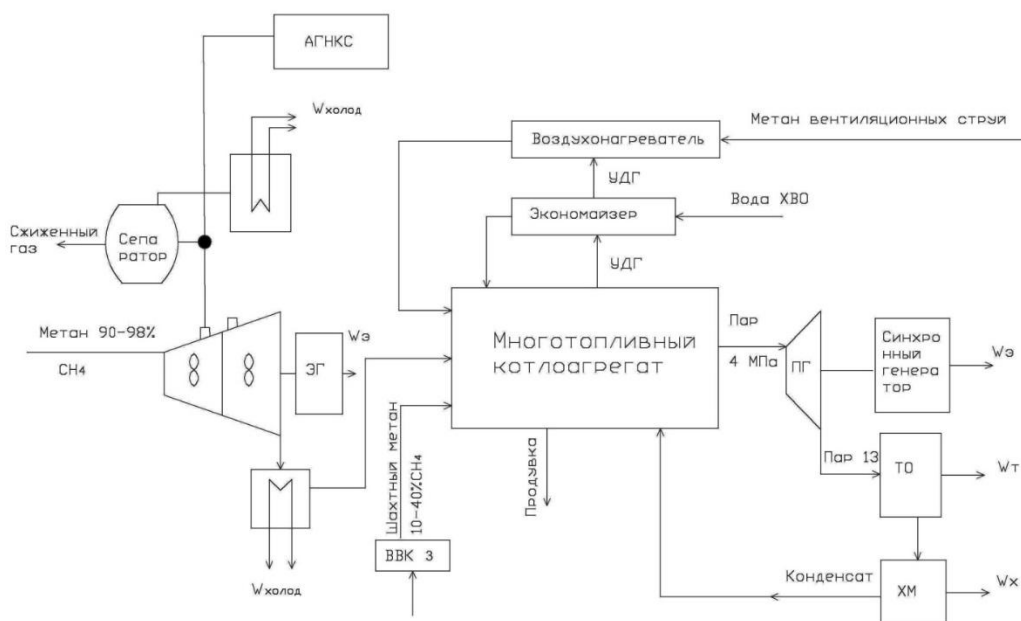 АГНКС
Wхолод
Метан вентиляционных струй
Воздухонагреватель
УДГ
Вода ХВО
Экономайзер
Сжиженный
газ
Сепа
ратор
УДГ
Метан 90-98%
CH4
Wэ
ЭГ
Многотопливный
котлоагрегат
Пар
4 МПа
ПГ
Синхро
нный
генера
тор
Wэ
Шахтный метан
10-40%CH4
Продувка
Пар 13
ТО
Wт
ВВК 3
Wхолод
Конденсат
ХМ
Wх